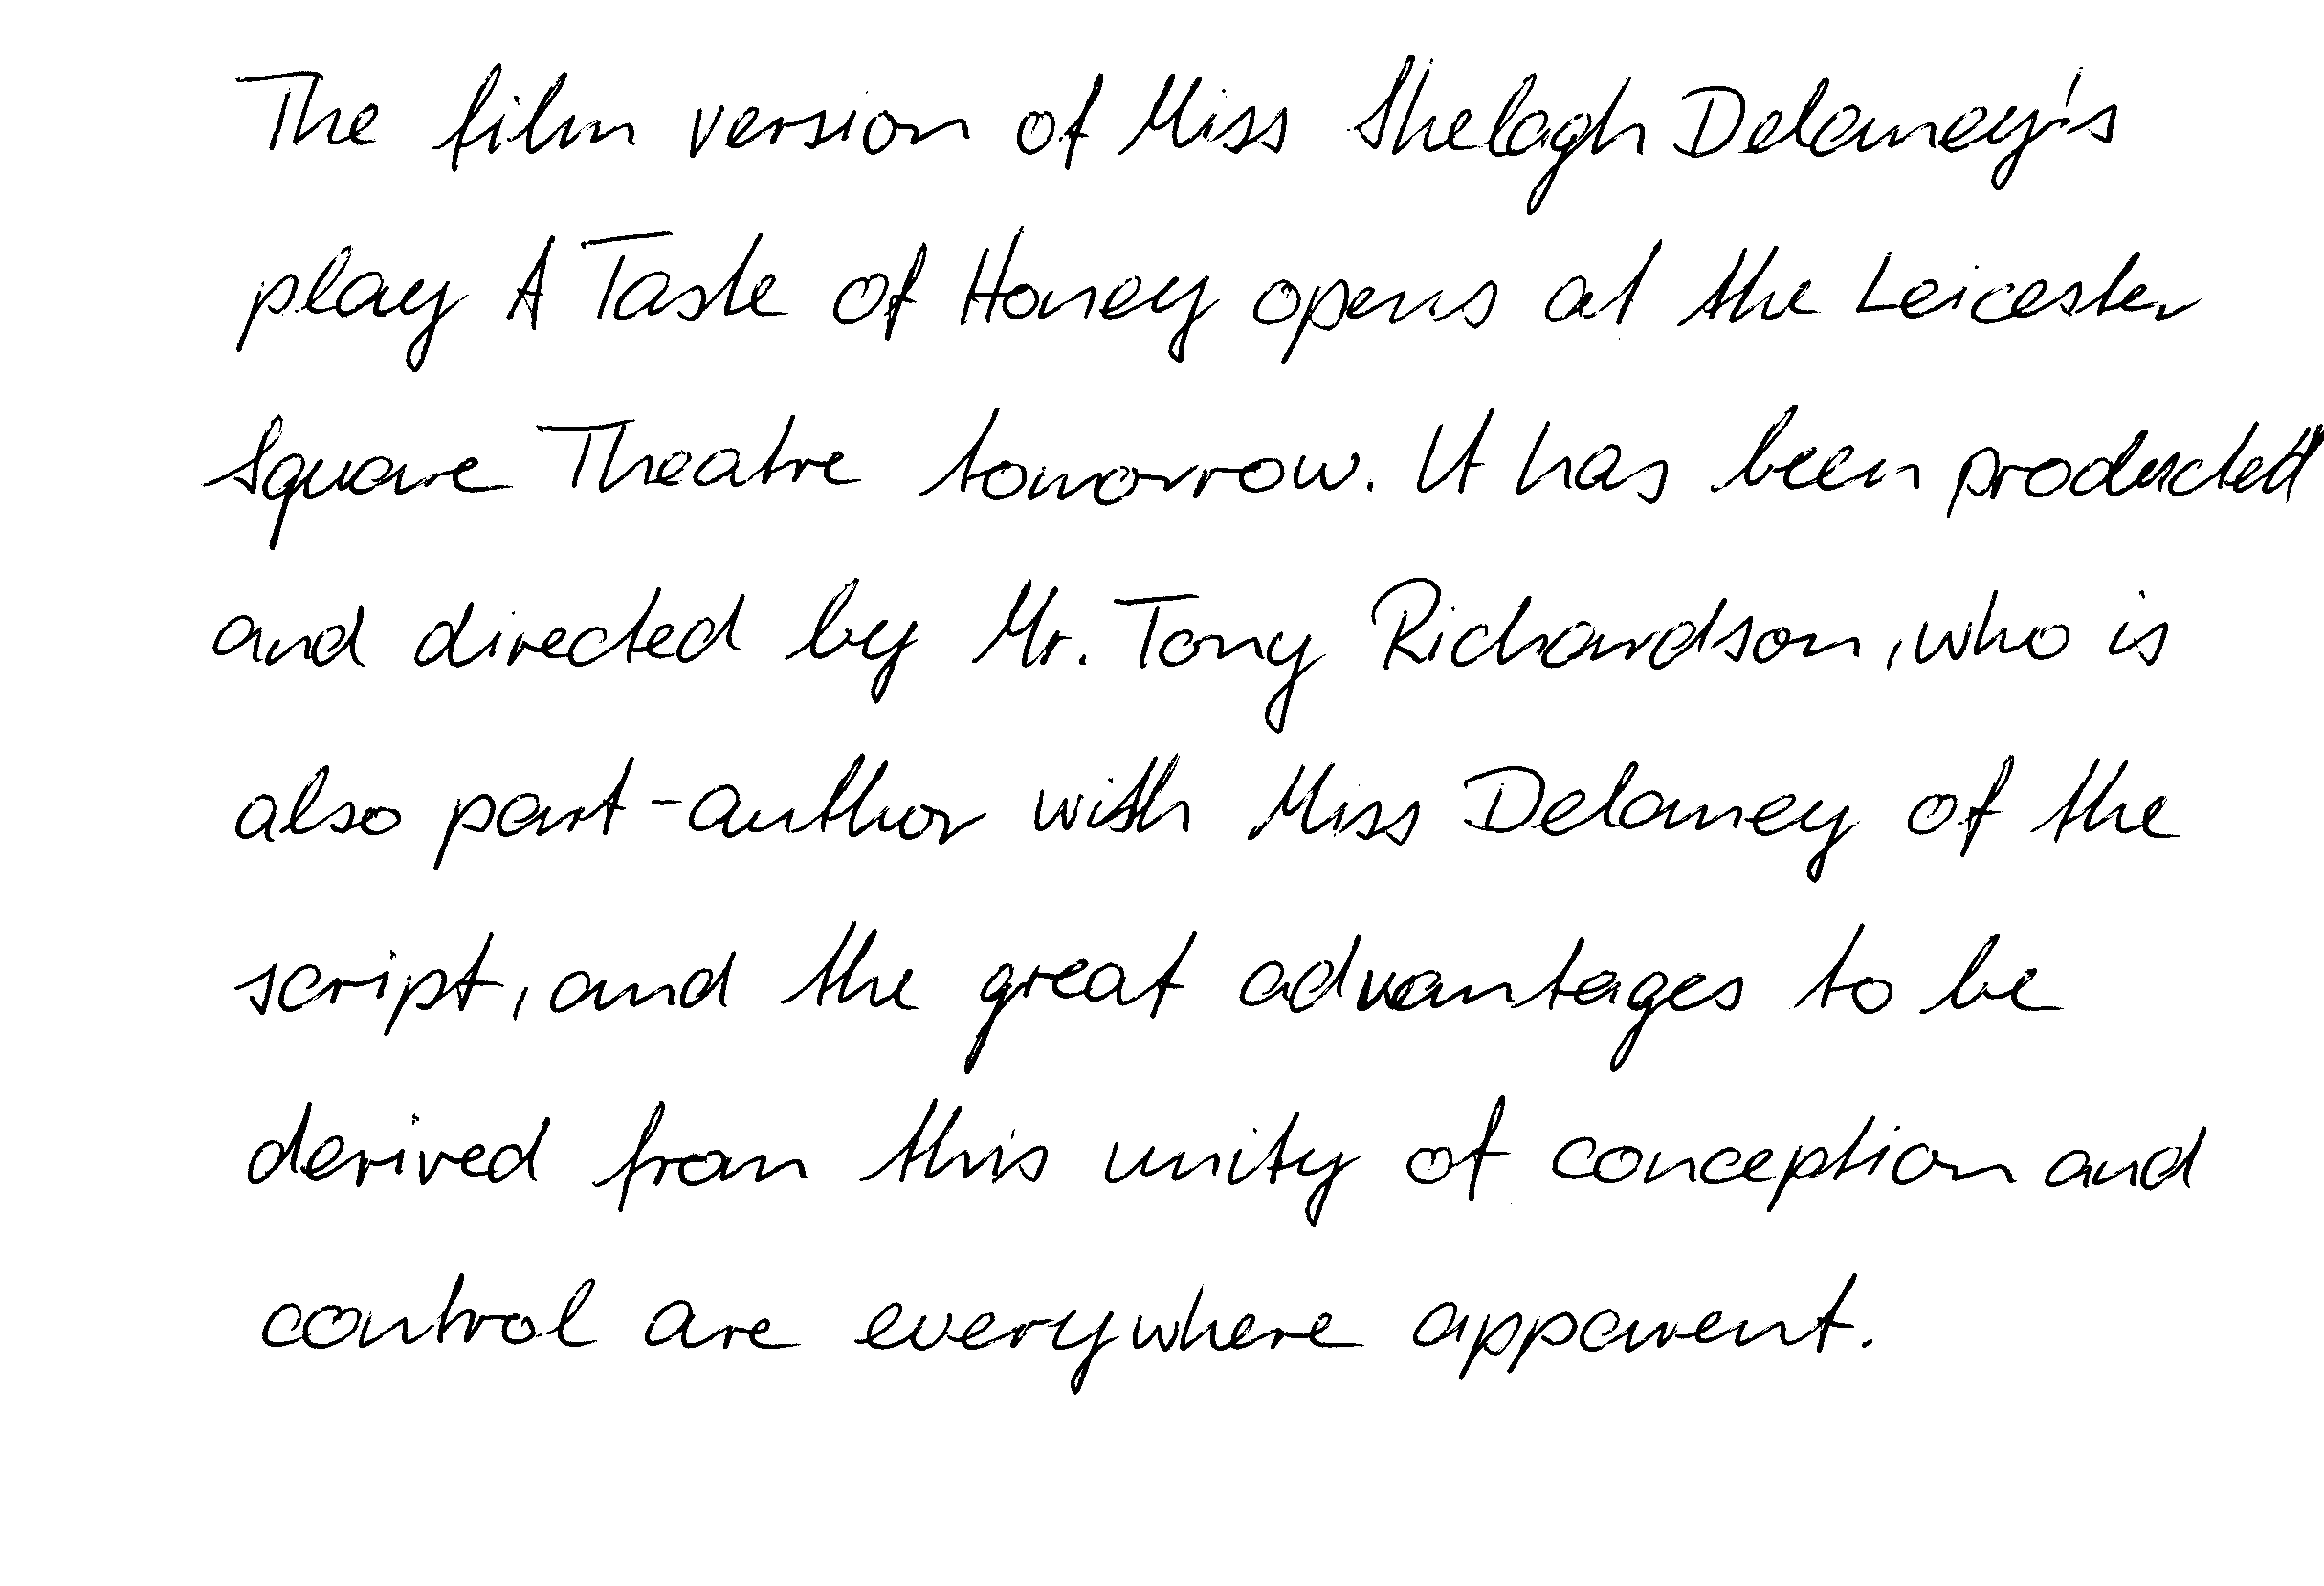 The film version of Miss Shelagh Delaney's
play A Taste of Honey opens at the Leicester
Square Theatre tomorrow. It has been producted
and directed by Mr. Tony Richardson, who is
also part-author with Miss Delaney of the
script, and the great advantages to be
derived from this unity of conception and
control are everywhere apparent.